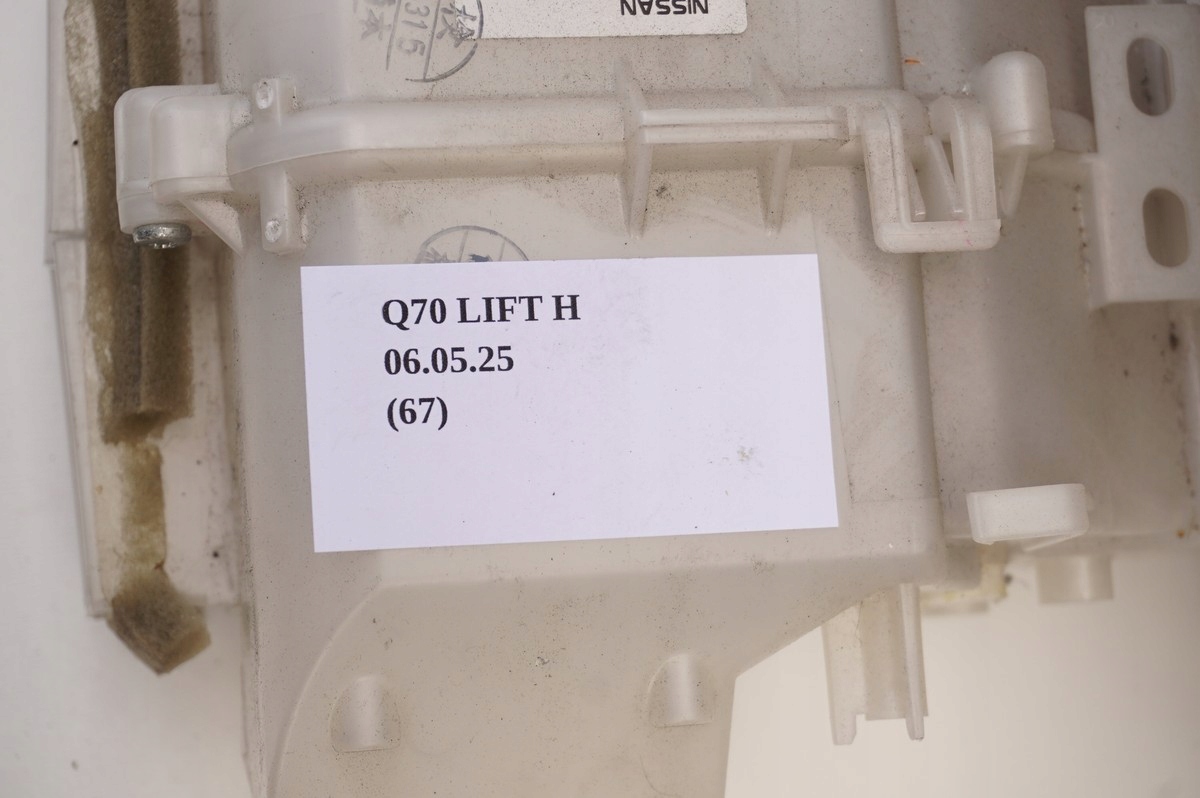 NISSAN
315
Q70 LIFT H
06.05.25
(67)